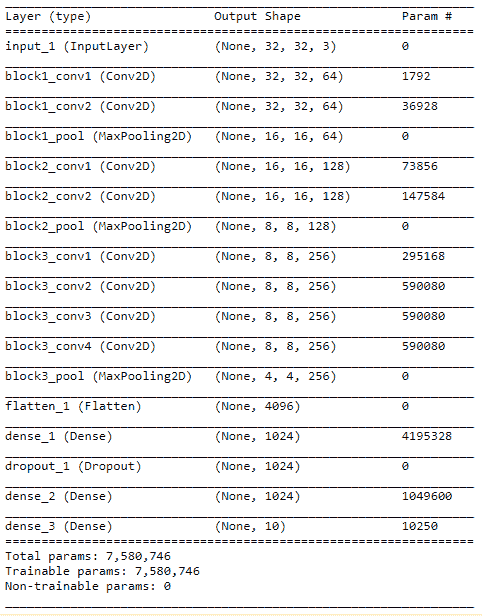 Layer (type) Output Shape Param #
input_1 (InputLayer) (None, 32, 32, 3) 0
block1_conv1 (Conv2D) (None, 32, 32, 64) 1792
block1_conv2 (Conv2D) (None, 32, 32, 64) 36928
block1_pool (MaxPooling2D) (None, 16, 16, 64) 0
block2_conv1 (Conv2D) (None, 16, 16, 128) 73856
block2_conv2 (Conv2D) (None, 16, 16, 128) 147584
block2_pool (MaxPooling2D) (None, 8, 8, 128) 0
block3_conv1 (Conv2D) (None, 8, 8, 256) 295168
block3_conv2 (Conv2D) (None, 8, 8, 256) 590080
block3_conv3 (Conv2D) (None, 8, 8, 256) 590080
block3_conv4 (Conv2D) (None, 8, 8, 256) 590080
block3_pool (MaxPooling2D) (None, 4, 4, 256) 0
flatten_1 (Flatten) (None, 4096) 0
dense_1 (Dense) (None, 1024) 4195328
dropout_1 (Dropout) (None, 1024) 0
dense_2 (Dense) (None, 1024) 1049600
dense_3 (Dense) (None, 10) 10250
Total params: 7,580,746
Trainable params: 7,580,746
Non-trainable params: 0